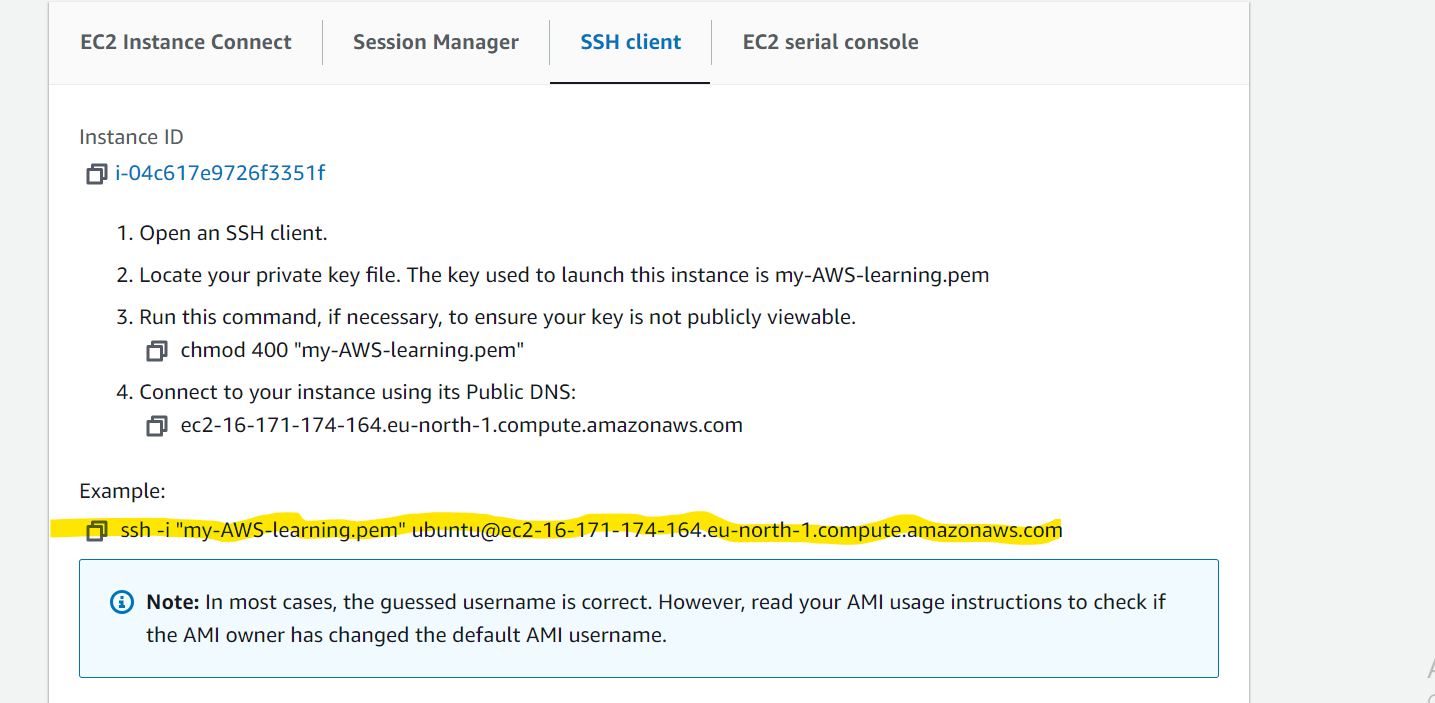 EC2 Instance Connect
Session Manager
SSH client
EC2 serial console
Instance ID
i-04c617e9726f3351f
1. Open an SSH client.
2. Locate your private key file. The key used to launch this instance is my-AWS-learning.pem
3. Run this command, if necessary, to ensure your key is not publicly viewable.
chmod 400 "my-AWS-learning.pem"
4. Connect to your instance using its Public DNS:
ec2-16-171-174-164.eu-north-1.compute.amazonaws.com
Example:
ssh -i "my-AWS-learning.pem" ubuntu@ec2-16-171-174-164.eu-north-1.compute.amazonaws.com
Note: In most cases, the guessed username is correct. However, read your AMI usage instructions to check if
the AMI owner has changed the default AMI username.